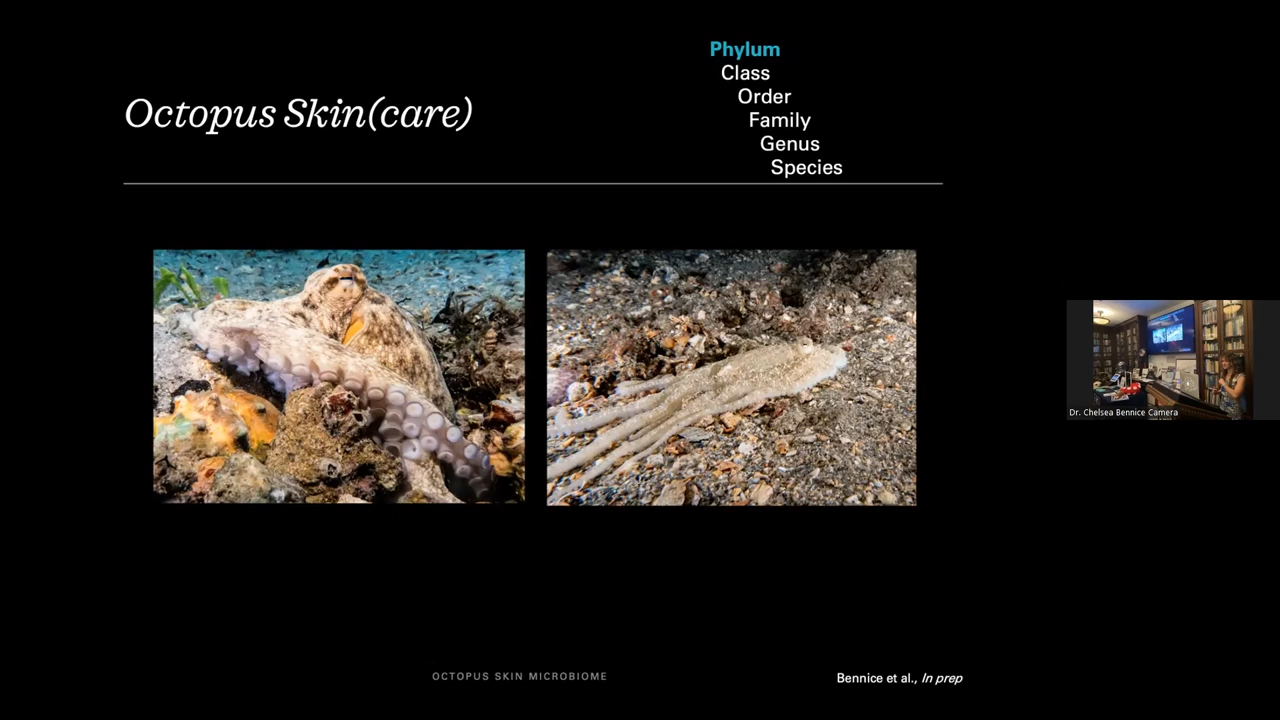 Phylum
Class
Order
Family
Genus
Species
Octopus Skin(care)
Dr. Chelsea Bennice Camera
OCTOPUS SKIN MICROBIOME
Bennice et al., In prep